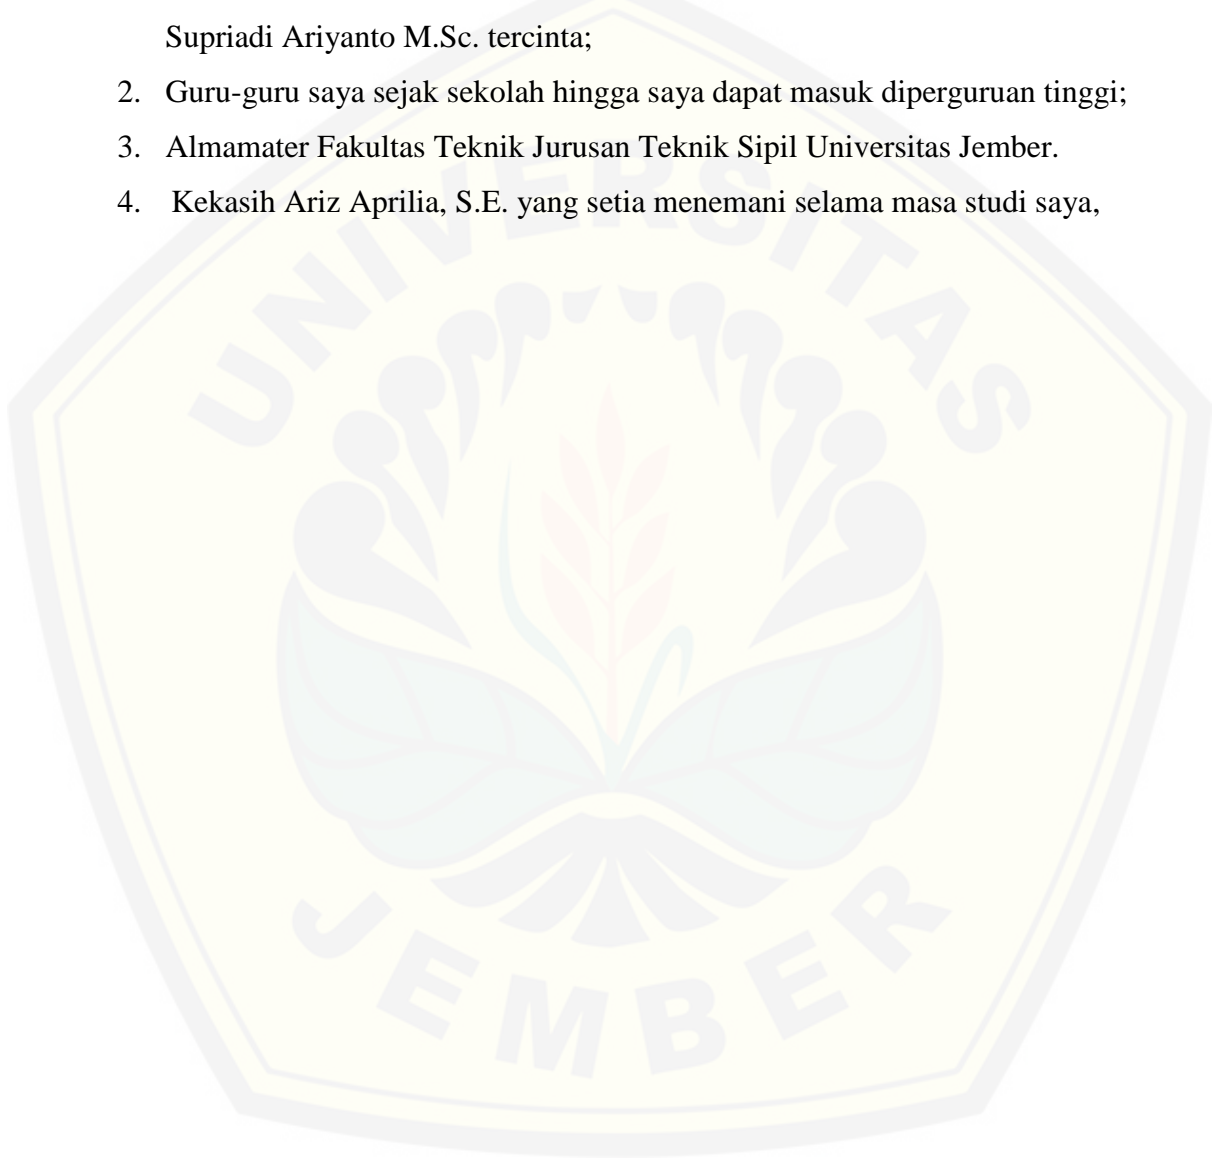 Supriadi Ariyanto M.Sc. tercinta;
2. Guru-guru saya sejak sekolah hingga saya dapat masuk diperguruan tinggi;
3. Almamater Fakultas Teknik Jurusan Teknik Sipil Universitas Jember.
4. Kekasih Ariz Aprilia, S.E. yang setia menemani selama masa studi saya,
UNIVERSITAS
JEMBER